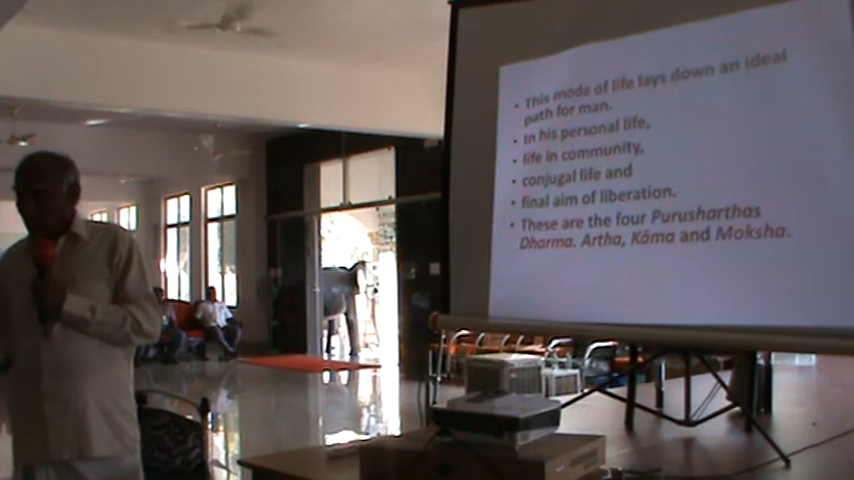 • This mode of life lays down an ideal
path for man.
• In his personal life,
• life in community,
• conjugal life and
• final aim of liberation.
• These are the four Purusharthas
Dharma. Artha, Kâma and Moksha.